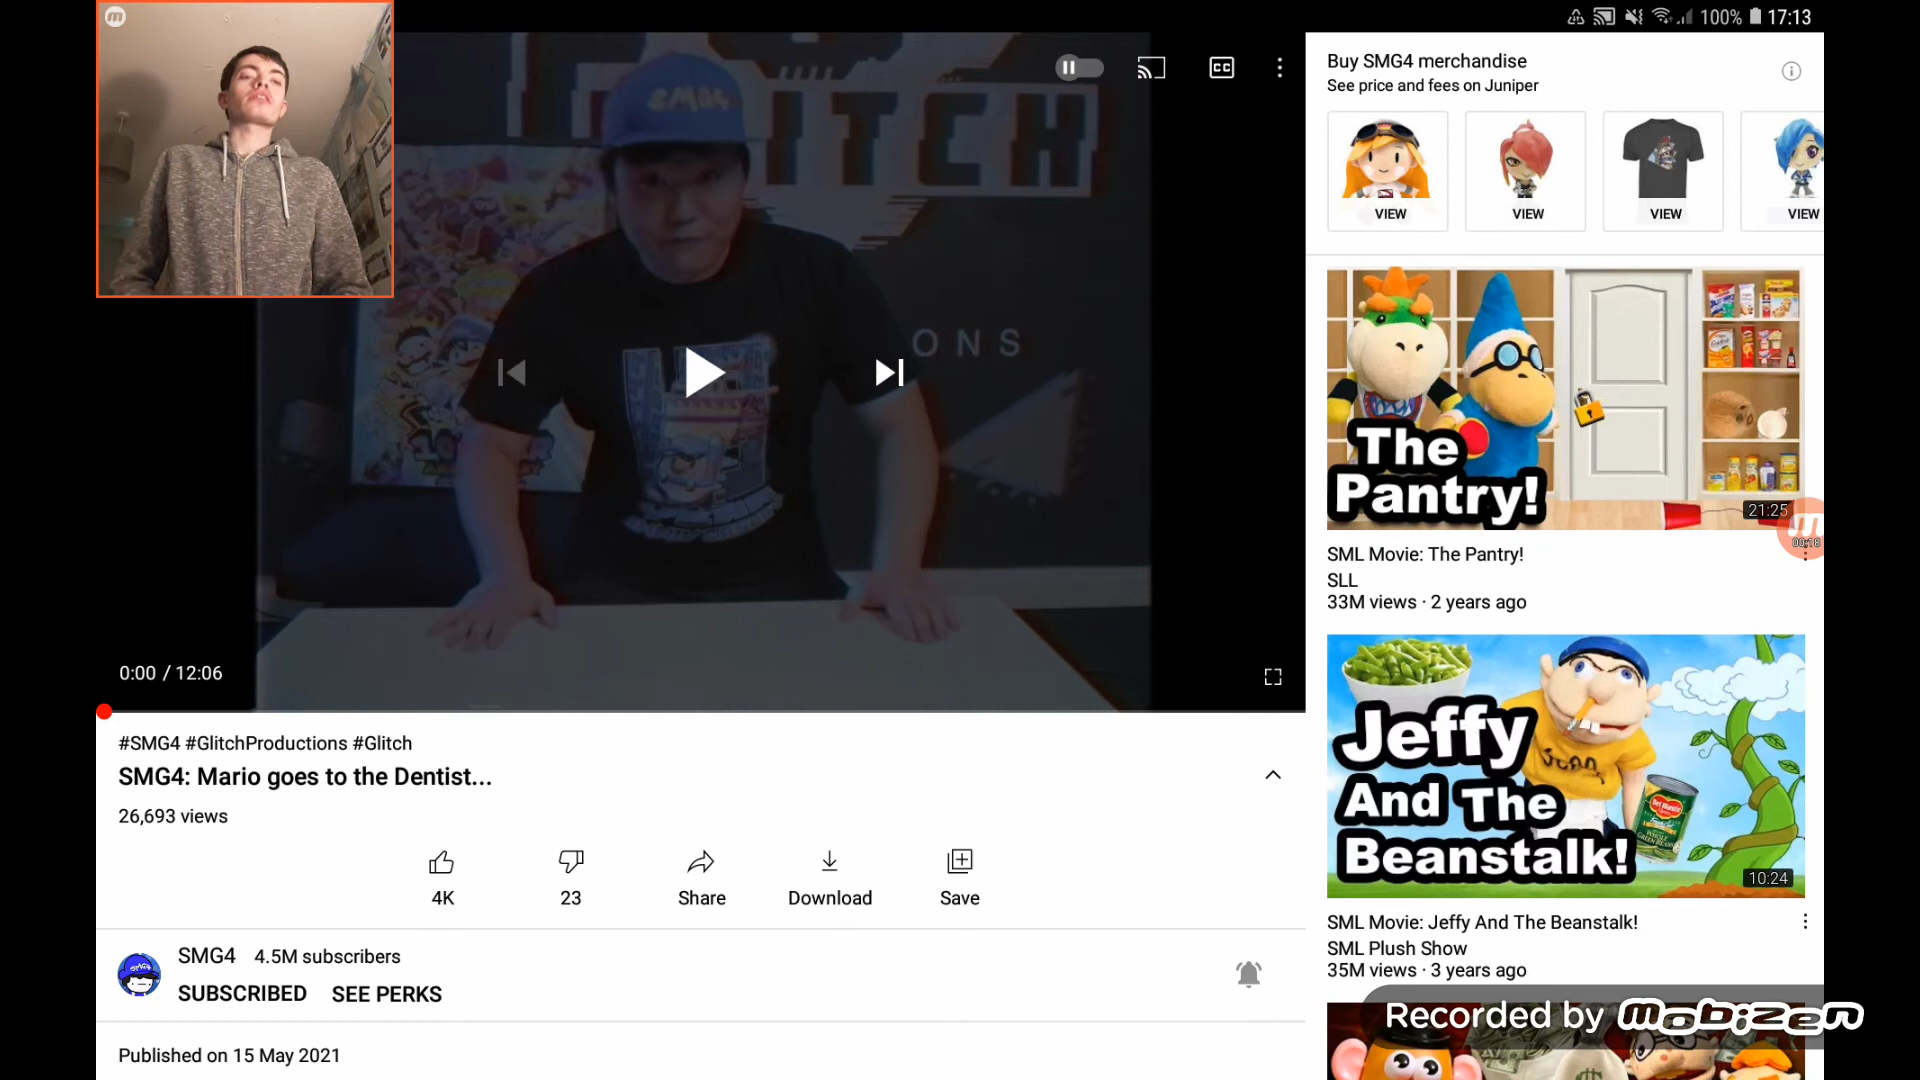 100% 17:13
SMG4
GLITCH
ONS
0:00 / 12:06
#SMG4 #GlitchProductions #Glitch
SMG4: Mario goes to the Dentist...
26,693 views
4K
23
Share
Download
Save
SMG4 4.5M subscribers
SUBSCRIBED SEE PERKS
Published on 15 May 2021
Buy SMG4 merchandise
See price and fees on Juniper
VIEW
VIEW
VIEW
VIEW
The
Pantry!
21:25
00:18
SML Movie: The Pantry!
SLL
33M views · 2 years ago
Jeffy
And The
Beanstalk!
10:24
SML Movie: Jeffy And The Beanstalk!
SML Plush Show
35M views · 3 years ago
Recorded by mobizen